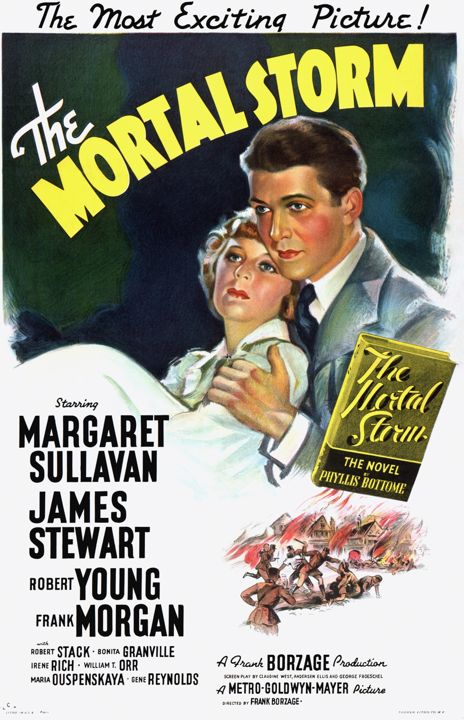 The Most Exciting Picture!
The
MORTAL STORM
The
Mortal
Storm
THE NOVEL
BY
PHYLLIS BOTTOME
Starring
MARGARET
SULLAVAN
JAMES
STEWART
ROBERT YOUNG
FRANK MORGAN
with
ROBERT STACK · BONITA GRANVILLE
IRENE RICH · WILLIAM T. ORR
MARIA OUSPENSKAYA · GENE REYNOLDS
A Frank BORZAGE Production
SCREEN PLAY BY CLAUDINE WEST, ANDERSEN ELLIS AND GEORGE FROESCHEL
A METRO-GOLDWYN-MAYER Picture
DIRECTED BY FRANK BORZAGE